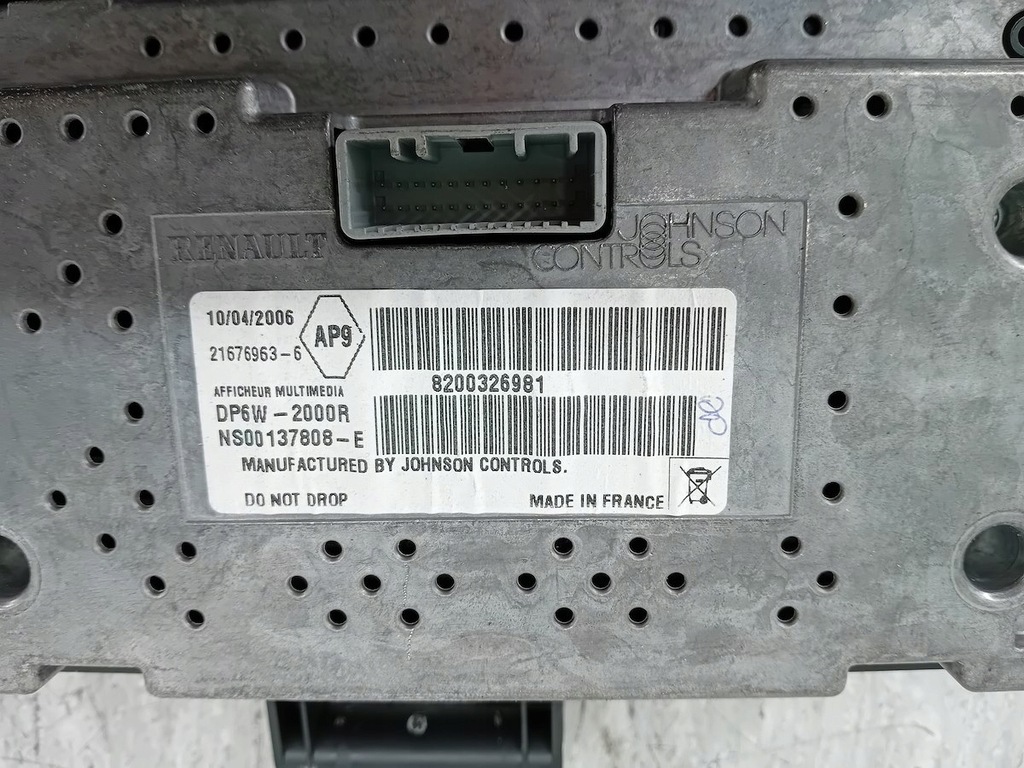 RENAULT
JOHNSON
CONTROLS
10/04/2006
AP9
21676963-6
8200326981
AFFICHEUR MULTIMEDIA
DP6W-2000R
NS00137808-E
MANUFACTURED BY JOHNSON CONTROLS.
DO NOT DROP
MADE IN FRANCE